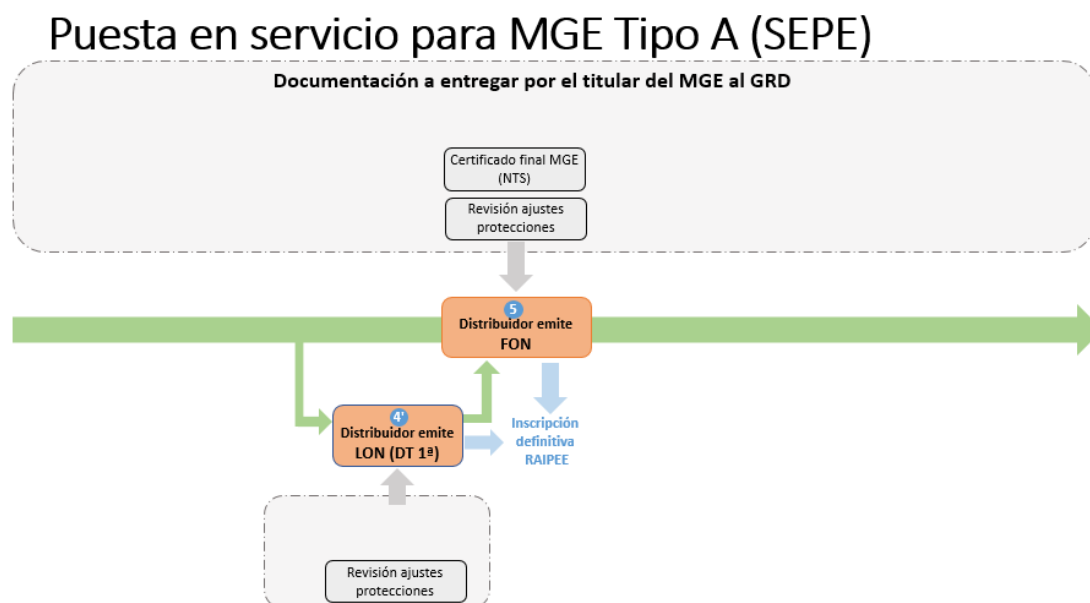 Puesta en servicio para MGE Tipo A (SEPE)
Documentación a entregar por el titular del MGE al GRD
Certificado final MGE
(NTS)
Revisión ajustes
protecciones
5
Distribuidor emite
FON
4'
Distribuidor emite
LON (DT 1ª)
Inscripción
definitiva
RAIPEE
Revisión ajustes
protecciones